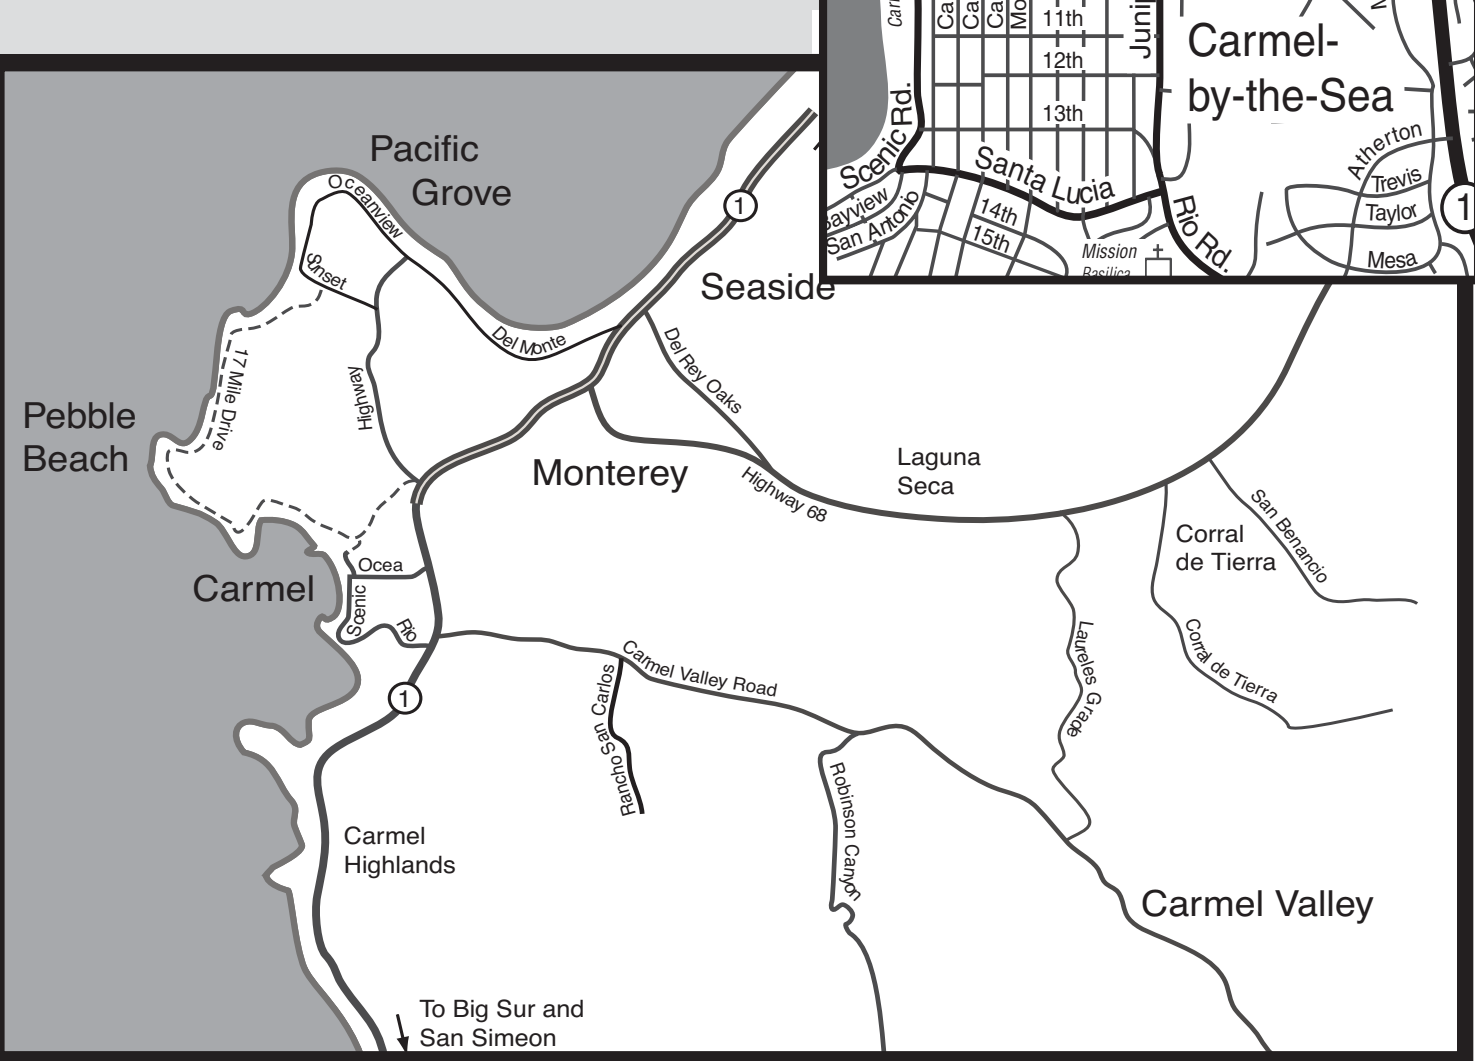 Carmel-
by-the-Sea
11th
12th
13th
Scenic Rd.
Santa Lucia
14th
15th
San Antonio
Rio Rd.
Mission
Atherton
Trevis
Taylor
Mesa
1
Pacific
Grove
Oceanview
Sunset
Del Monte
1
Seaside
Del Rey Oaks
17 Mile Drive
Highway
Pebble
Beach
Monterey
Highway 68
Laguna
Seca
San Benancio
Corral
de Tierra
Corral de Tierra
Laureles Grade
Carmel
Ocea
Scenic
Rio
1
Carmel Valley Road
Rancho San Carlos
Robinson Canyon
Carmel
Highlands
Carmel Valley
To Big Sur and
San Simeon